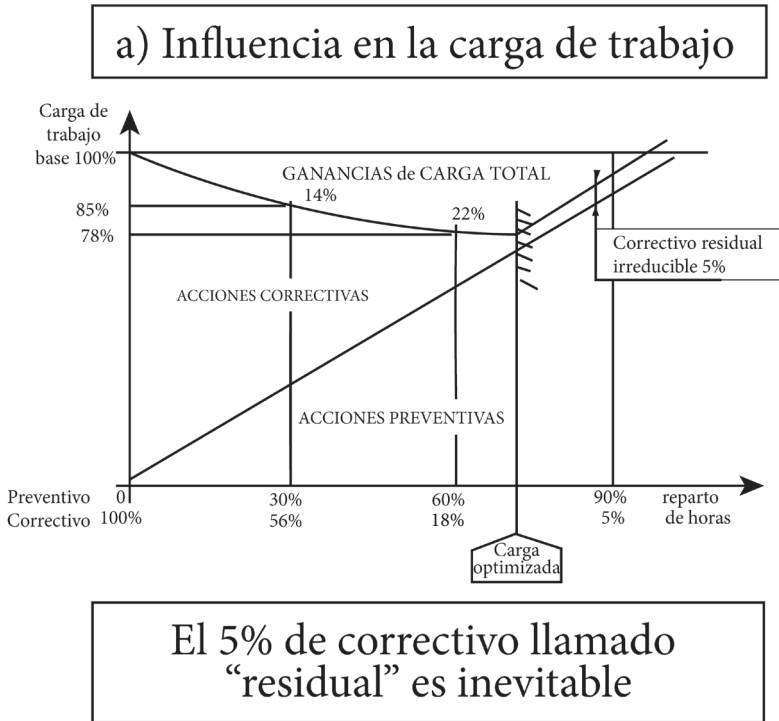 a) Influencia en la carga de trabajo
Carga de
trabajo
base 100%
GANANCIAS de CARGA TOTAL
14%
85%
22%
78%
Correctivo residual
irreducible 5%
ACCIONES CORRECTIVAS
ACCIONES PREVENTIVAS
Preventivo 0 30% 60% 90% reparto
Correctivo 100% 56% 18% 5% de horas
Carga
optimizada
El 5% de correctivo llamado
“residual” es inevitable